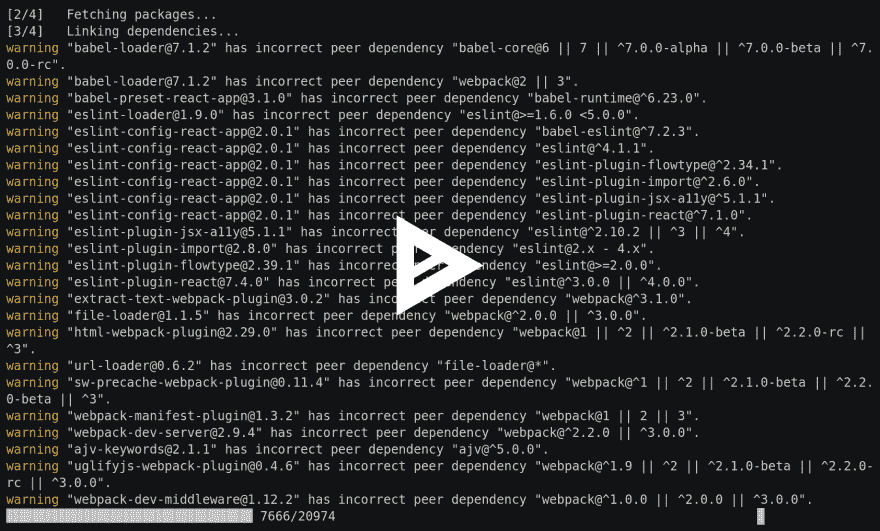 [2/4]   Fetching packages...
[3/4]   Linking dependencies...
warning "babel-loader@7.1.2" has incorrect peer dependency "babel-core@6 || 7 || ^7.0.0-alpha || ^7.0.0-beta || ^7.
0.0-rc".
warning "babel-loader@7.1.2" has incorrect peer dependency "webpack@2 || 3".
warning "babel-preset-react-app@3.1.0" has incorrect peer dependency "babel-runtime@^6.23.0".
warning "eslint-loader@1.9.0" has incorrect peer dependency "eslint@>=1.6.0 <5.0.0".
warning "eslint-config-react-app@2.0.1" has incorrect peer dependency "babel-eslint@^7.2.3".
warning "eslint-config-react-app@2.0.1" has incorrect peer dependency "eslint@^4.1.1".
warning "eslint-config-react-app@2.0.1" has incorrect peer dependency "eslint-plugin-flowtype@^2.34.1".
warning "eslint-config-react-app@2.0.1" has incorrect peer dependency "eslint-plugin-import@^2.6.0".
warning "eslint-config-react-app@2.0.1" has incorrect peer dependency "eslint-plugin-jsx-a11y@^5.1.1".
warning "eslint-config-react-app@2.0.1" has incorrect peer dependency "eslint-plugin-react@^7.1.0".
warning "eslint-plugin-jsx-a11y@5.1.1" has incorrect peer dependency "eslint@^2.10.2 || ^3 || ^4".
warning "eslint-plugin-import@2.8.0" has incorrect dependency "eslint@2.x - 4.x".
warning "eslint-plugin-flowtype@2.39.1" has incorrect "eslint@>=2.0.0".
warning "eslint-plugin-react@7.4.0" has incorrect dependency "eslint@^3.0.0 || ^4.0.0".
warning "extract-text-webpack-plugin@3.0.2" has dependency "webpack@^3.1.0".
warning "file-loader@1.1.5" has incorrect peer dependency "webpack@^2.0.0 || ^3.0.0".
warning "html-webpack-plugin@2.29.0" has incorrect peer dependency "webpack@1 || ^2 || ^2.1.0-beta || ^2.2.0-rc ||
^3".
warning "url-loader@0.6.2" has incorrect peer dependency "file-loader@*".
warning "sw-precache-webpack-plugin@0.11.4" has incorrect peer dependency "webpack@^1 || ^2 || ^2.1.0-beta || ^2.2.
0-beta || ^3".
warning "webpack-manifest-plugin@1.3.2" has incorrect peer dependency "webpack@1 || 2 || 3".
warning "webpack-dev-server@2.9.4" has incorrect peer dependency "webpack@^2.2.0 || ^3.0.0".
warning "ajv-keywords@2.1.1" has incorrect peer dependency "ajv@^5.0.0".
warning "uglifyjs-webpack-plugin@0.4.6" has incorrect peer dependency "webpack@^1.9 || ^2 || ^2.1.0-beta || ^2.2.0-
rc || ^3.0.0".
warning "webpack-dev-middleware@1.12.2" has incorrect peer dependency "webpack@^1.0.0 || ^2.0.0 || ^3.0.0".
7666/20974